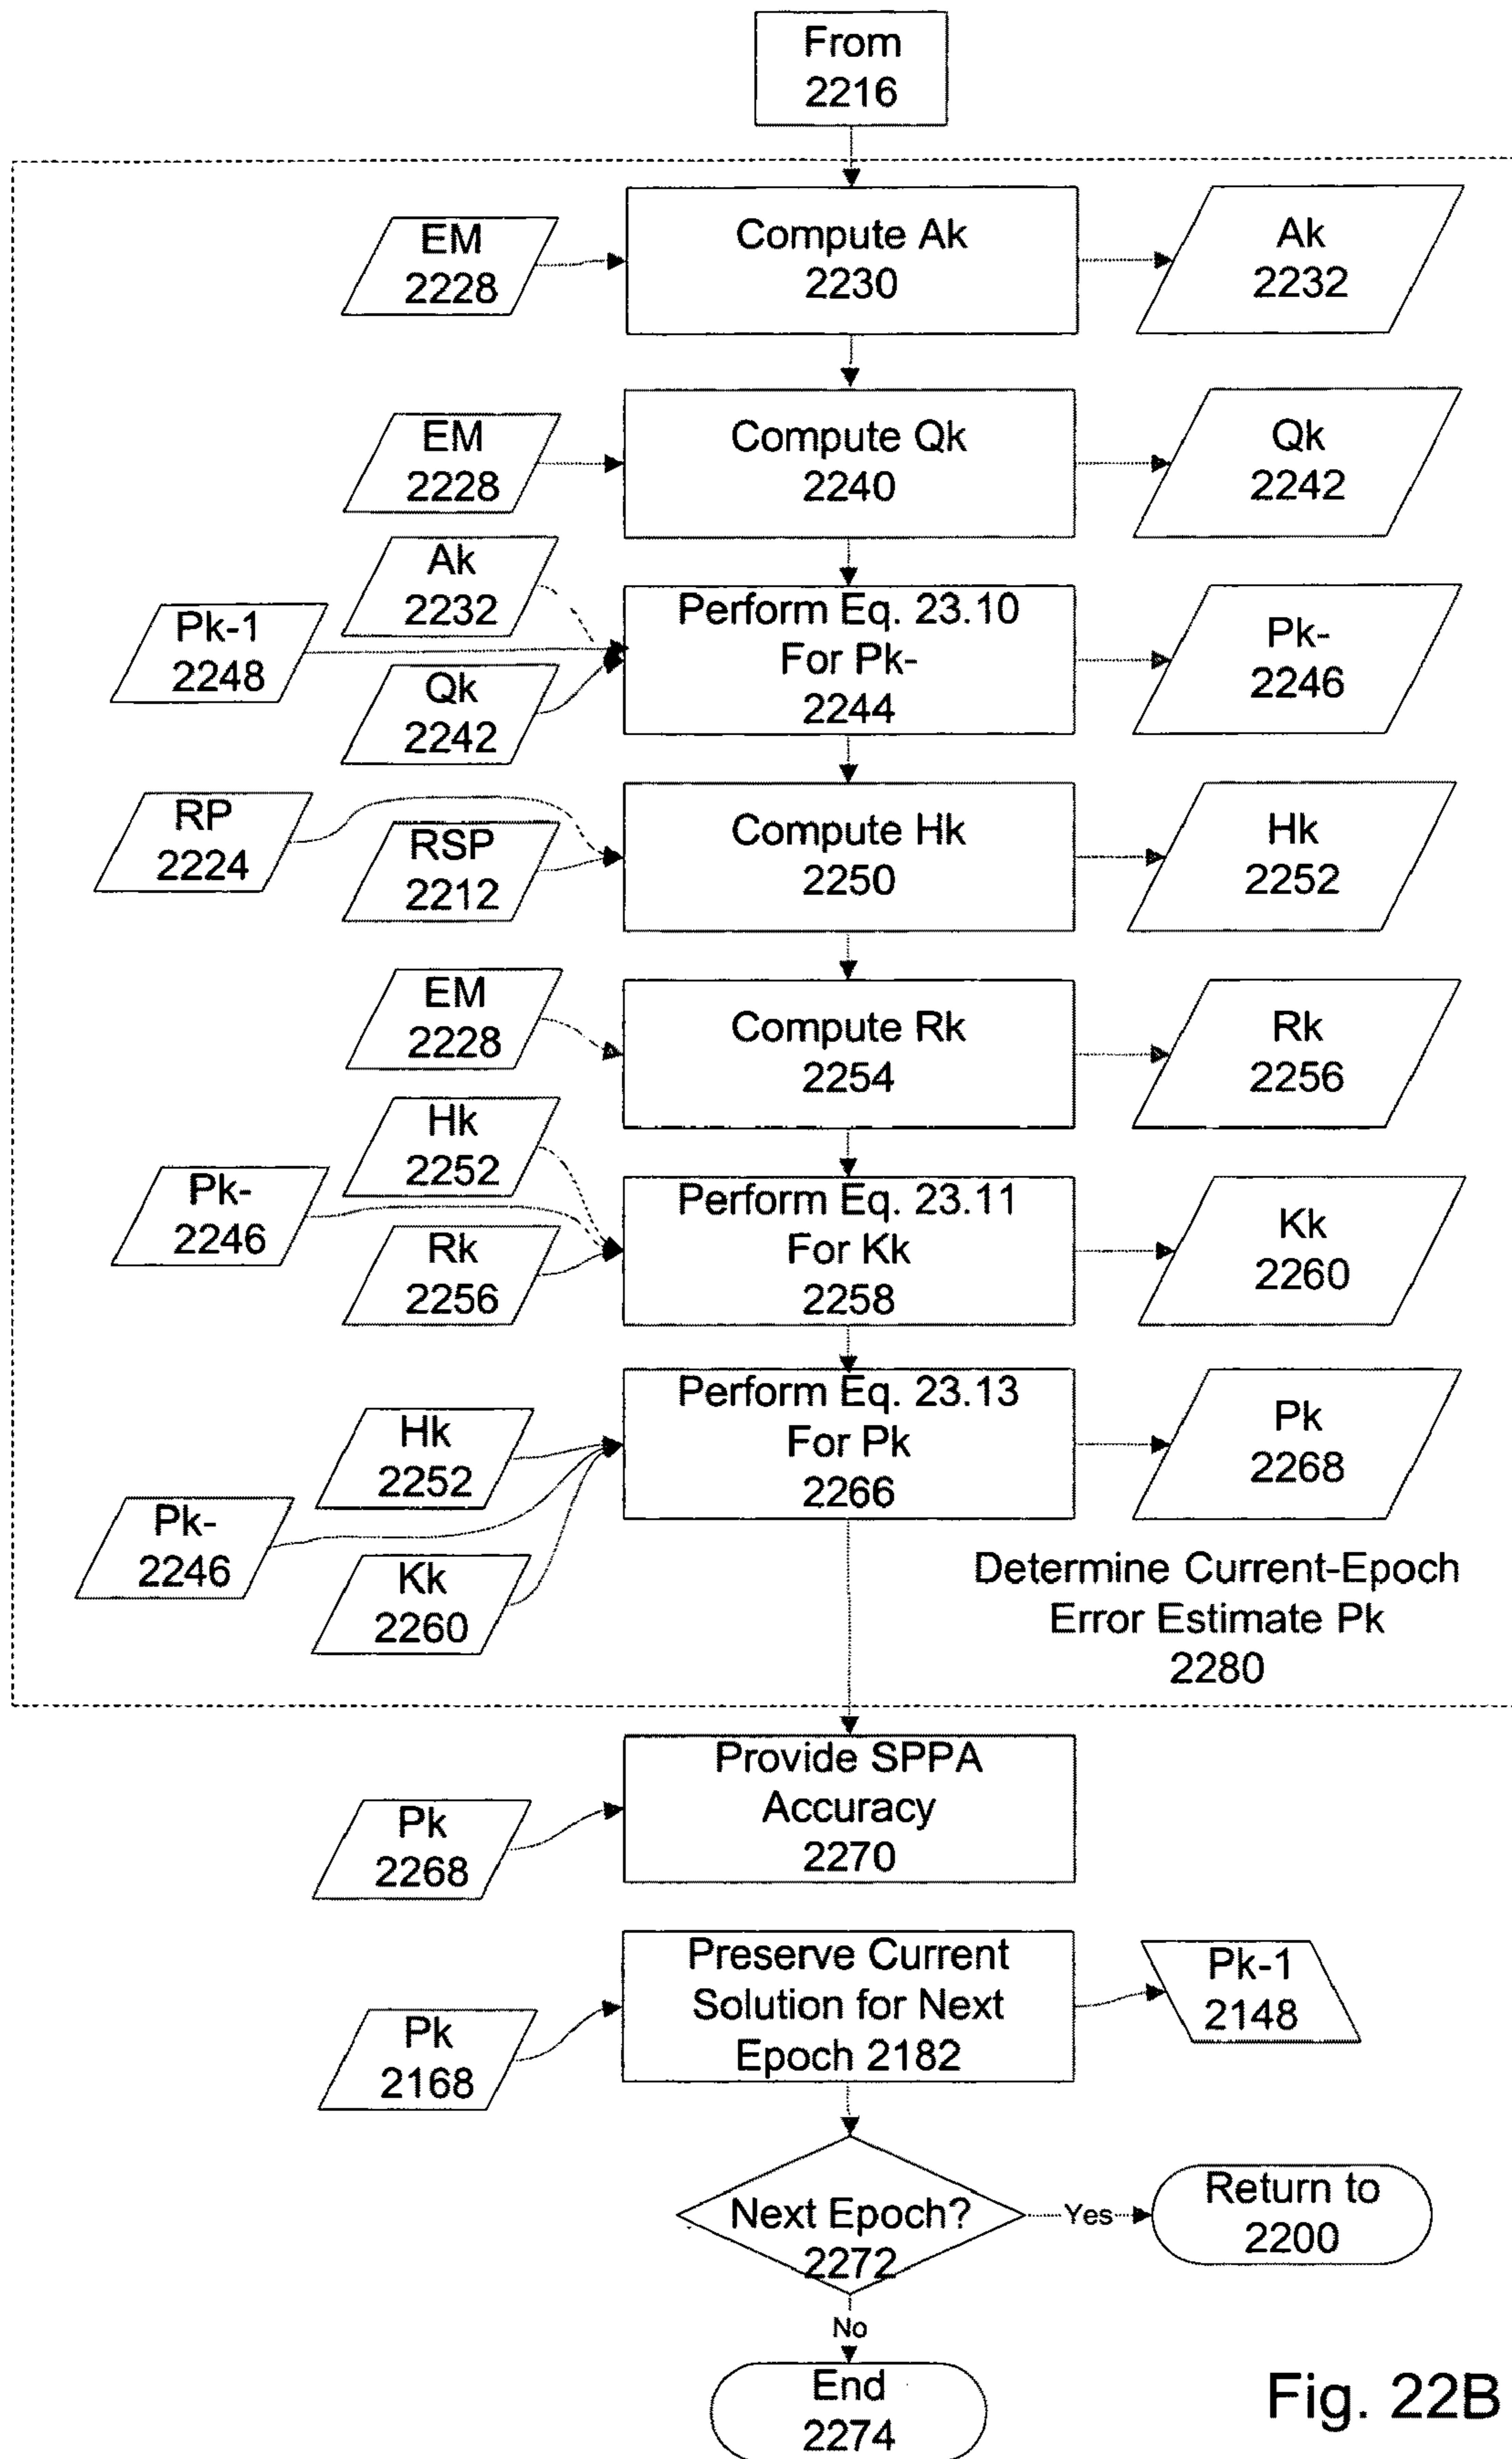 From
2216
EM
2228
Compute Ak
2230
Ak
2232
EM
2228
Compute Qk
2240
Qk
2242
Ak
2232
Pk-1
2248
Qk
2242
Perform Eq. 23.10
For Pk-
2244
Pk-
2246
RP
2224
RSP
2212
Compute Hk
2250
Hk
2252
EM
2228
Compute Rk
2254
Rk
2256
Hk
2252
Pk-
2246
Rk
2256
Perform Eq. 23.11
For Kk
2258
Kk
2260
Hk
2252
Pk-
2246
Kk
2260
Perform Eq. 23.13
For Pk
2266
Pk
2268
Determine Current-Epoch
Error Estimate Pk
2280
Pk
2268
Provide SPPA
Accuracy
2270
Pk
2168
Preserve Current
Solution for Next
Epoch 2182
Pk-1
2148
Next Epoch?
2272
Yes
Return to
2200
No
End
2274
Fig. 22B